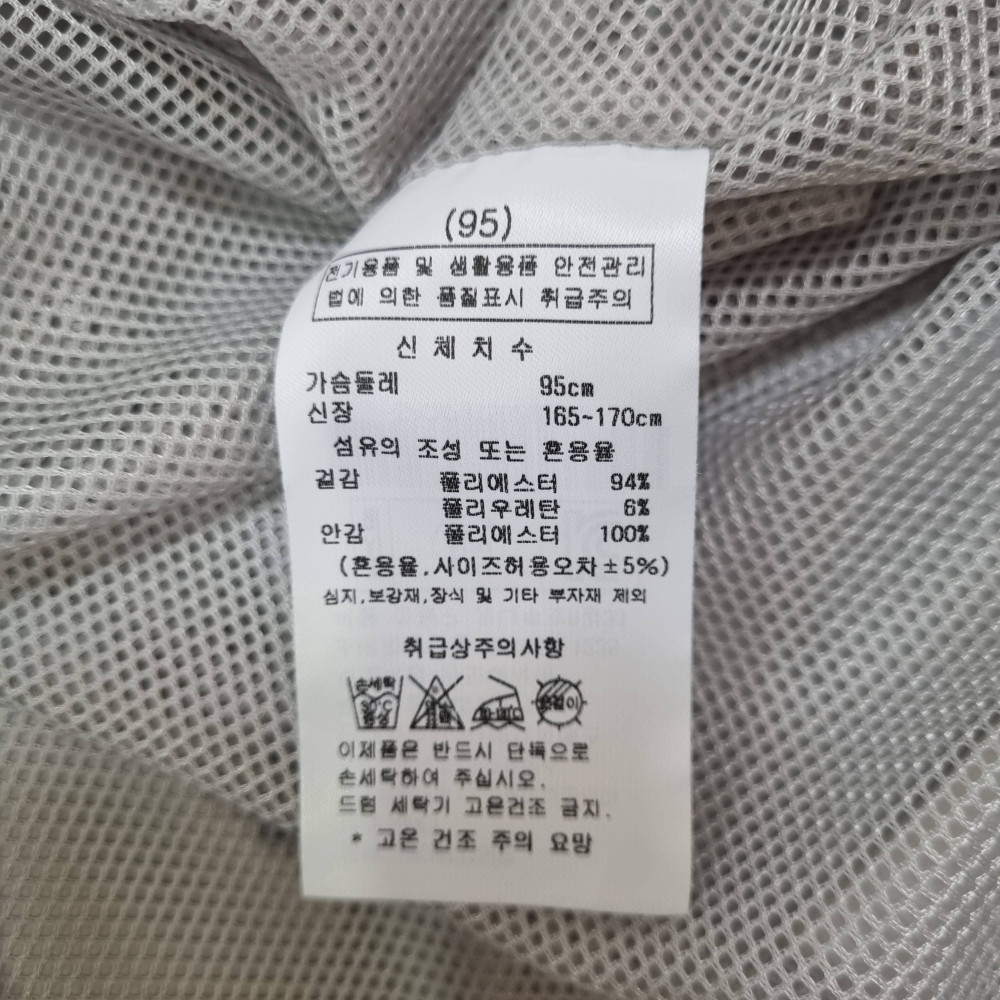 (95)
전기용품 및 생활용품 안전관리
법에 의한 품질표시 취급주의
신체치수
가슴둘레 95cm
신장 165~170cm
섬유의 조성 또는 혼용율
겉감 폴리에스터 94%
폴리우레탄 6%
안감 폴리에스터 100%
(혼용율,사이즈허용오차±5%)
심지,보강재,장식 및 기타 부자재 제외
취급상주의사항
손세탁 30°C 중성
이제품은 반드시 단독으로
손세탁하여 주십시오.
드럼 세탁기 고온건조 금지.
* 고온 건조 주의 요망